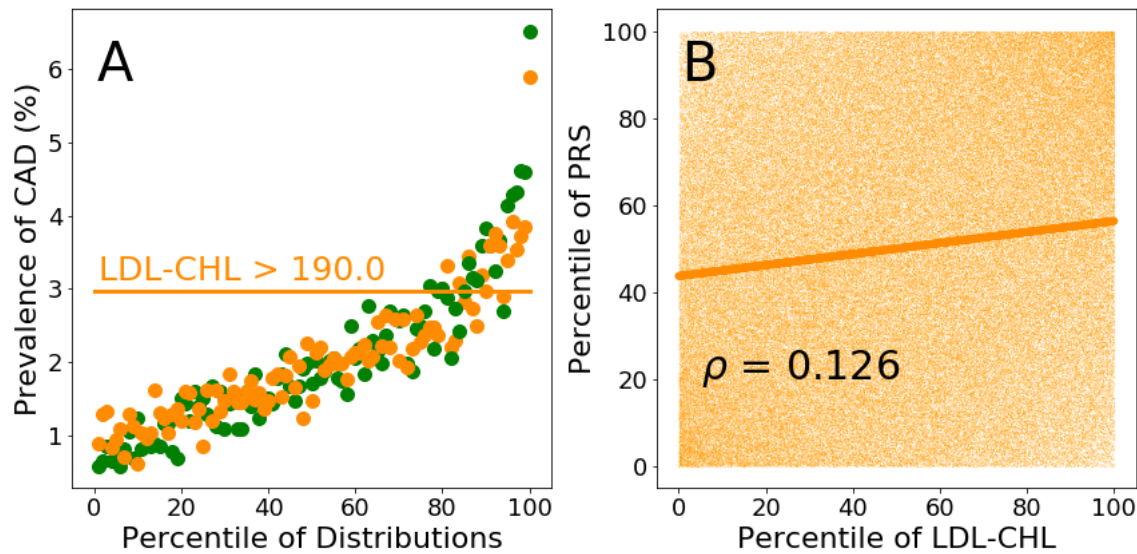 A
Prevalence of CAD (%)
6
5
4
3
2
1
LDL-CHL > 190.0
0 20 40 60 80 100
Percentile of Distributions
B
Percentile of PRS
100
80
60
40
20
0
ρ = 0.126
0 20 40 60 80 100
Percentile of LDL-CHL